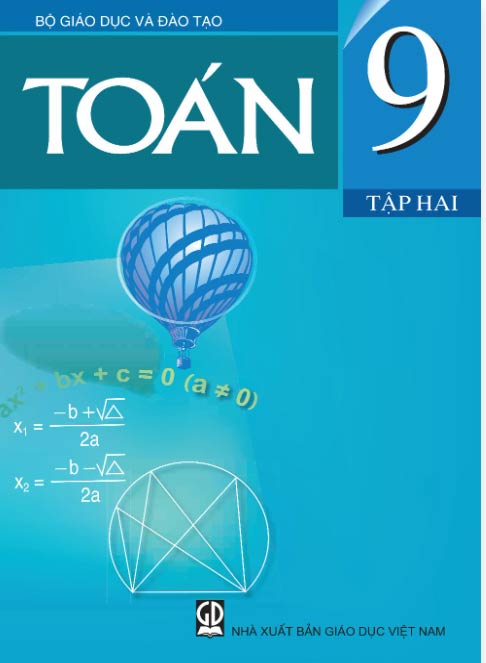 BỘ GIÁO DỤC VÀ ĐÀO TẠO
TOÁN
9
TẬP HAI
ax² + bx + c = 0 (a ≠ 0)
x₁ = (−b + √△) / 2a
x₂ = (−b − √△) / 2a
GD
NHÀ XUẤT BẢN GIÁO DỤC VIỆT NAM